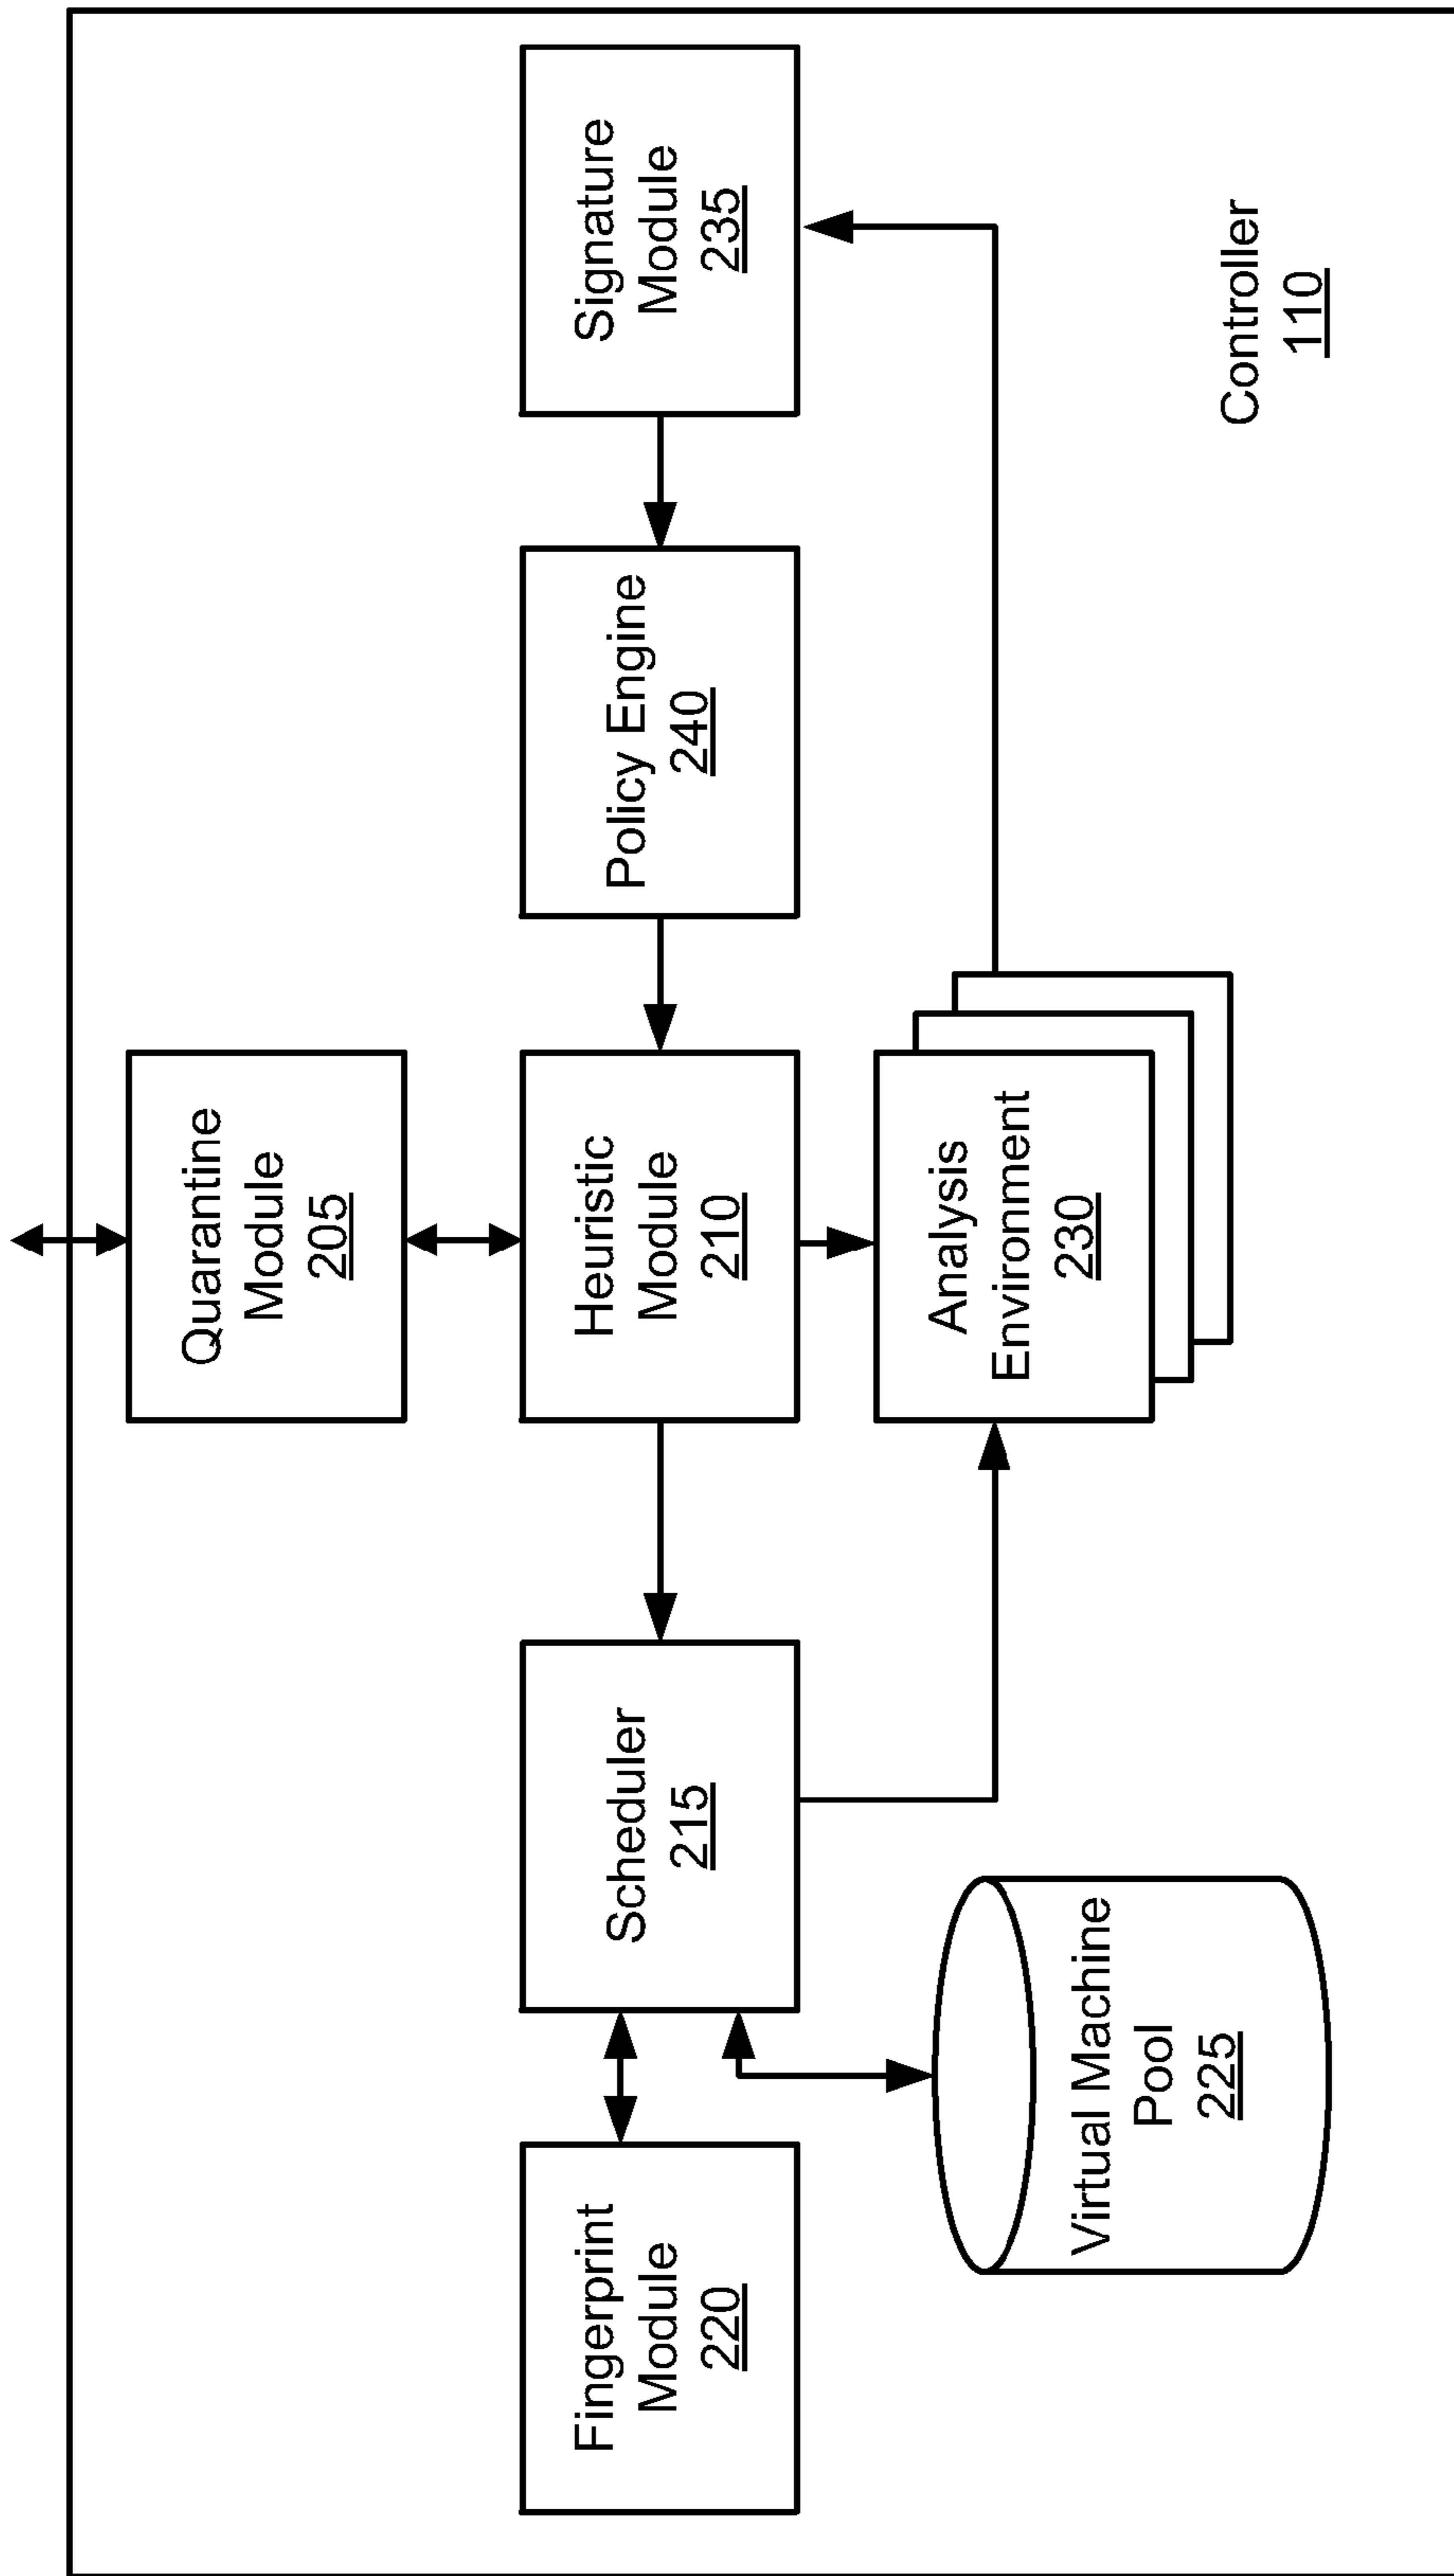 Quarantine
Module
205
Fingerprint
Module
220
Scheduler
215
Heuristic
Module
210
Policy Engine
240
Signature
Module
235
Virtual Machine
Pool
225
Analysis
Environment
230
Controller
110